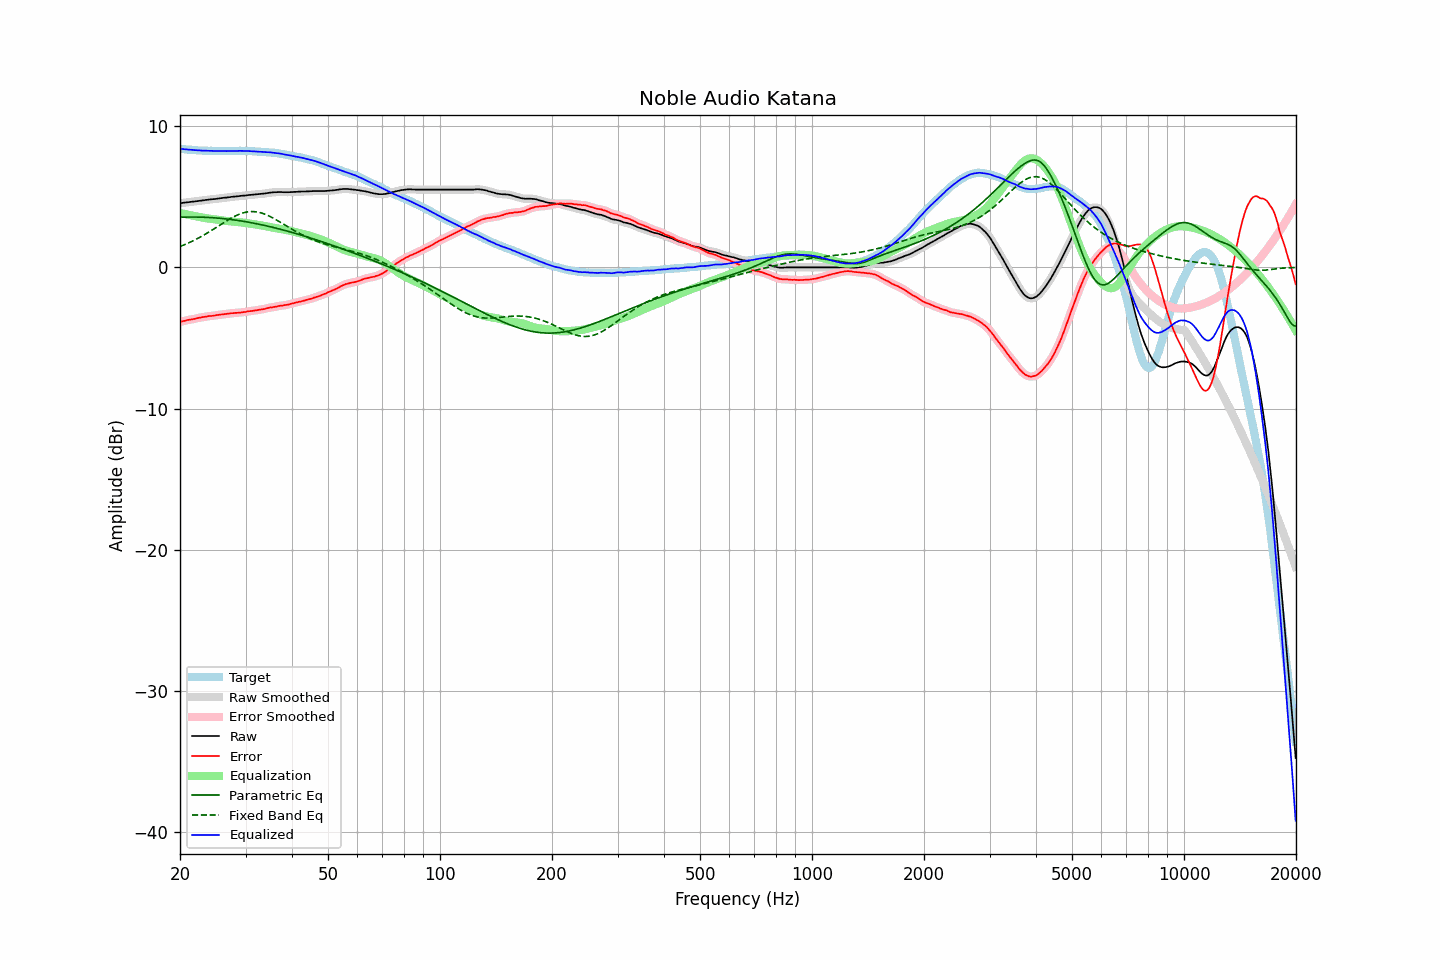 Noble Audio Katana
10
0
−10
−20
−30
−40
Amplitude (dBr)
Target
Raw Smoothed
Error Smoothed
Raw
Error
Equalization
Parametric Eq
Fixed Band Eq
Equalized
20 50 100 200 500 1000 2000 5000 10000 20000
Frequency (Hz)